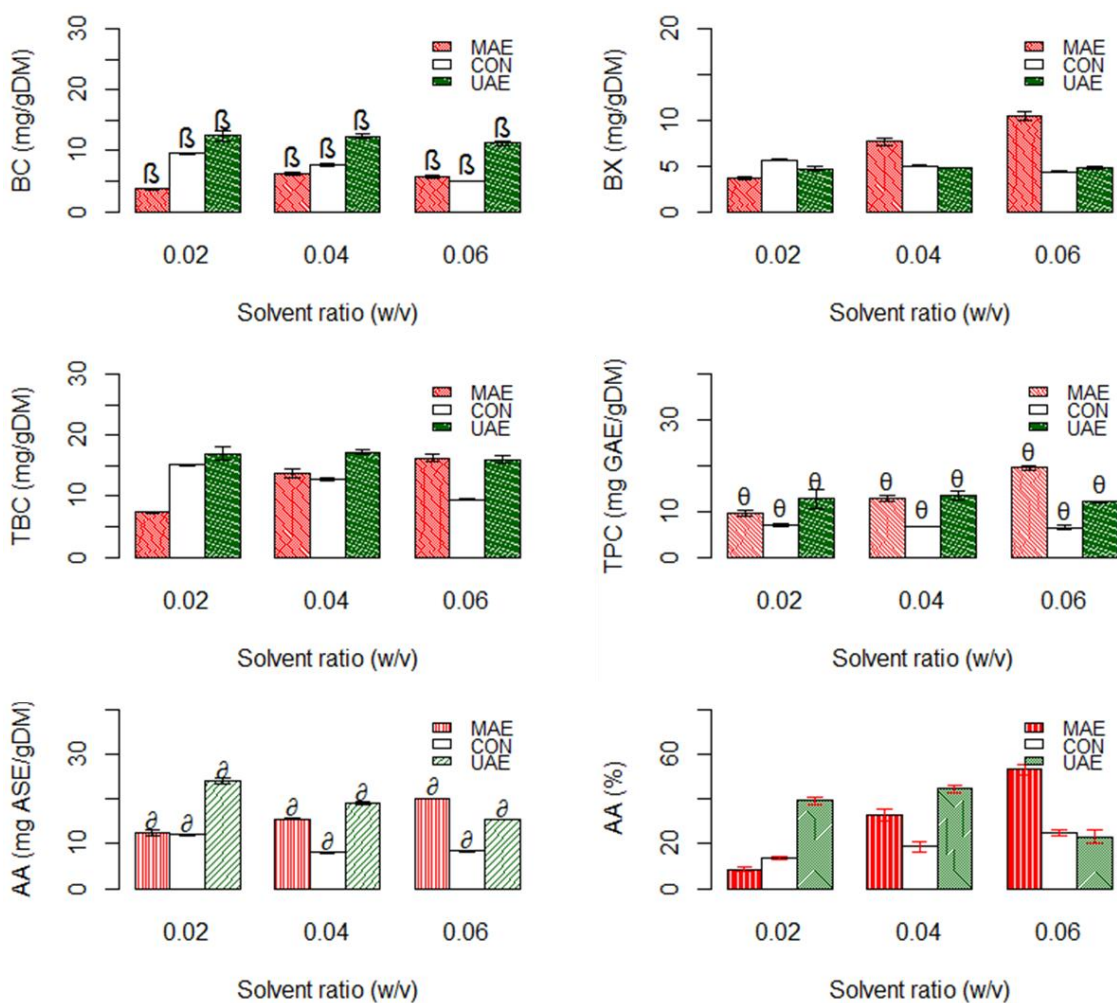 BC (mg/gDM)
0 10 20 30
MAE
CON
UAE
ß ß ß ß ß ß ß ß ß
0.02 0.04 0.06
Solvent ratio (w/v)
BX (mg/gDM)
0 5 10 20
MAE
CON
UAE
0.02 0.04 0.06
Solvent ratio (w/v)
TBC (mg/gDM)
0 10 20 30
MAE
CON
UAE
0.02 0.04 0.06
Solvent ratio (w/v)
TPC (mg GAE/gDM)
0 10 30
MAE
CON
UAE
θ θ θ θ θ θ θ θ θ
0.02 0.04 0.06
Solvent ratio (w/v)
AA (mg ASE/gDM)
0 10 30
MAE
CON
UAE
∂ ∂ ∂ ∂ ∂ ∂ ∂ ∂ ∂
0.02 0.04 0.06
Solvent ratio (w/v)
AA (%)
0 20 60
MAE
CON
UAE
0.02 0.04 0.06
Solvent ratio (w/v)